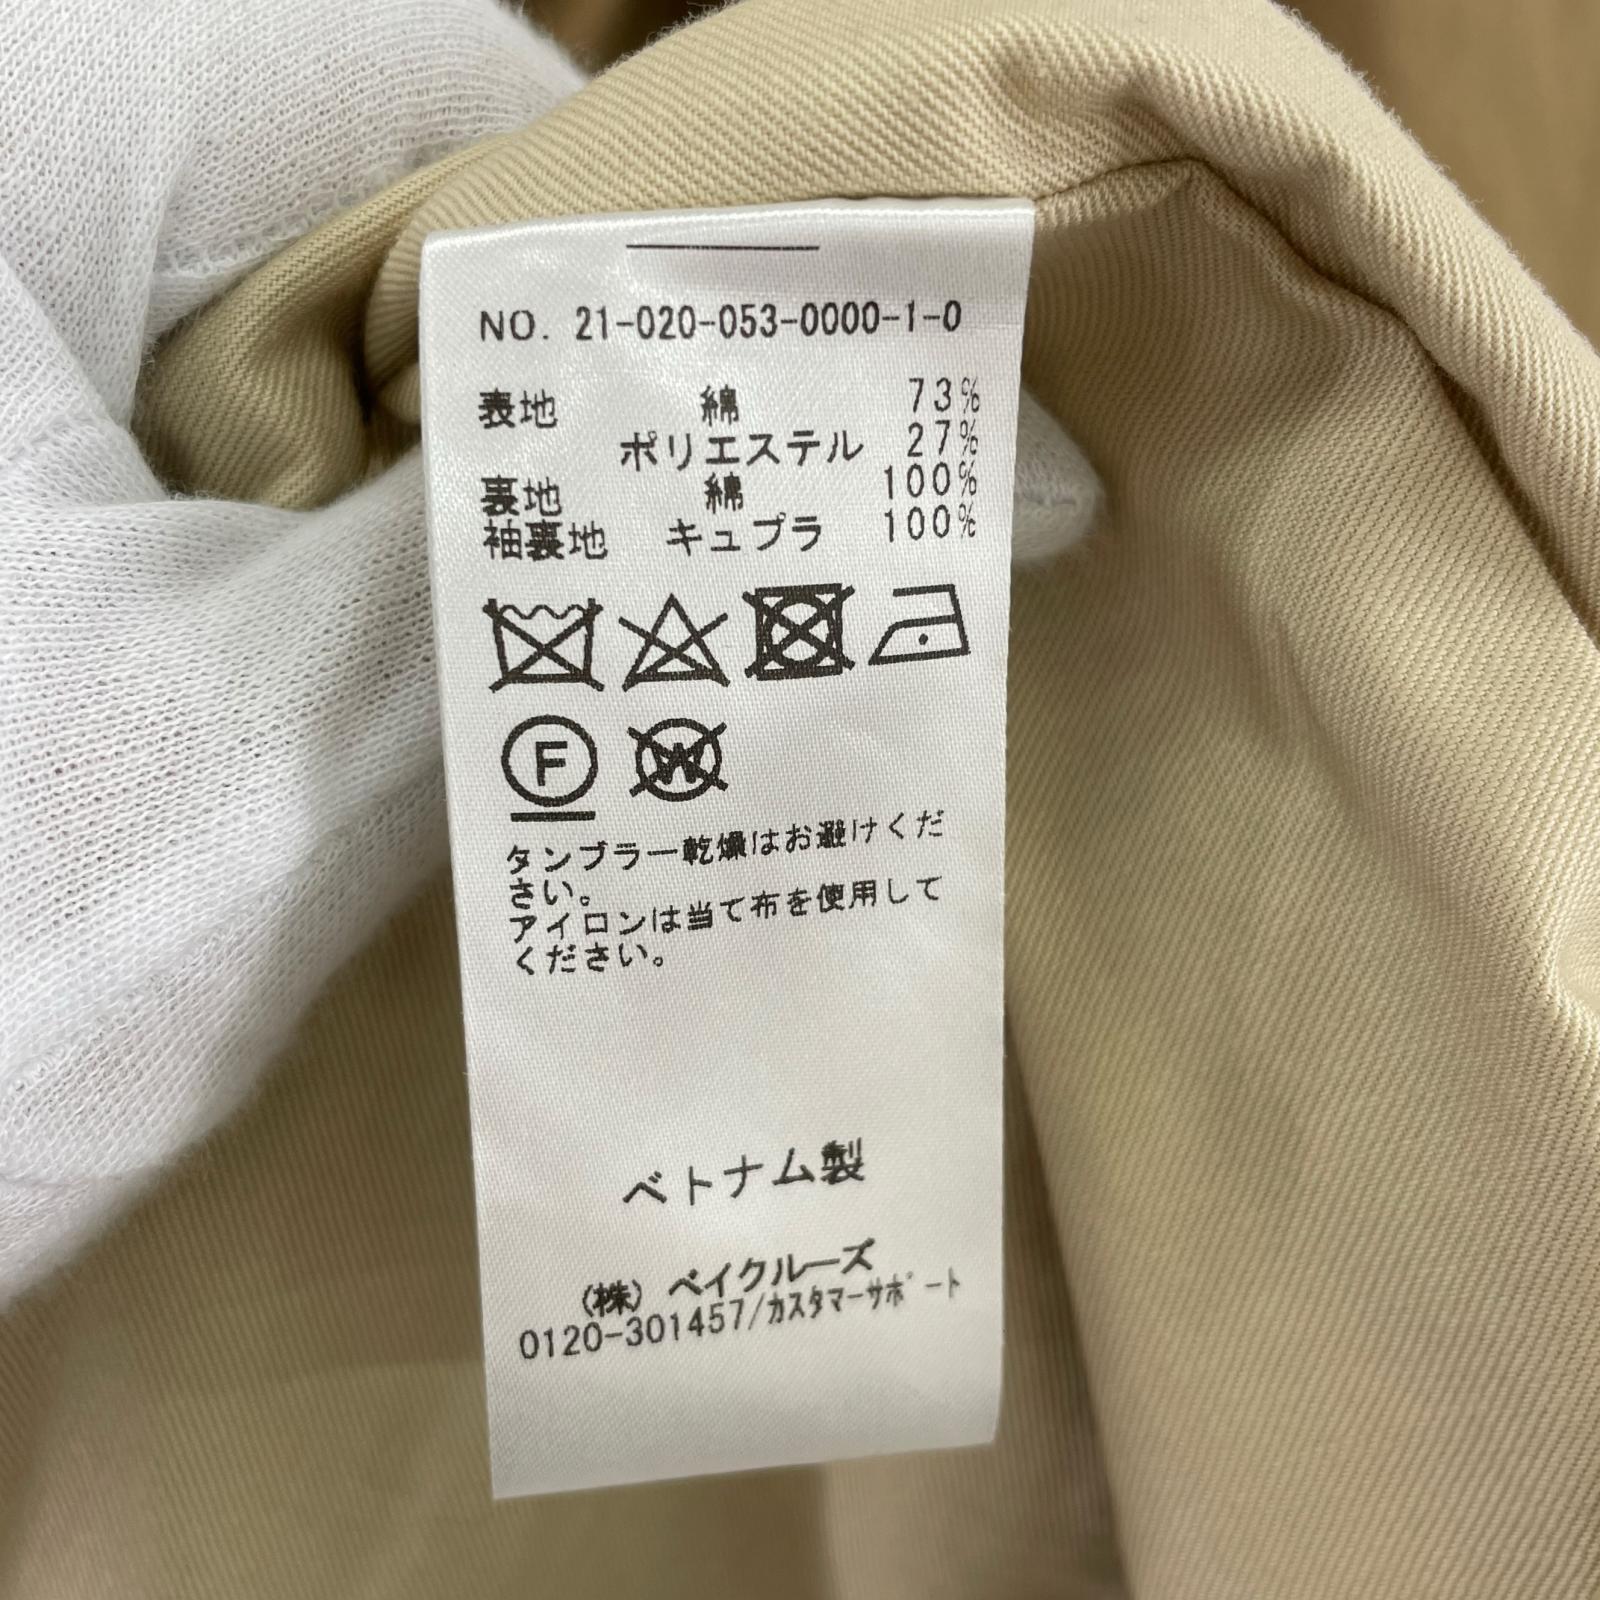 NO. 21-020-053-0000-1-0
表地 綿 73%
ポリエステル 27%
裏地 綿 100%
袖裏地 キュプラ 100%
F W
タンブラー乾燥はお避けくだ
さい。
アイロンは当て布を使用して
ください。
ベトナム製
(株) ベイクルーズ
0120-301457/カスタマーサポート